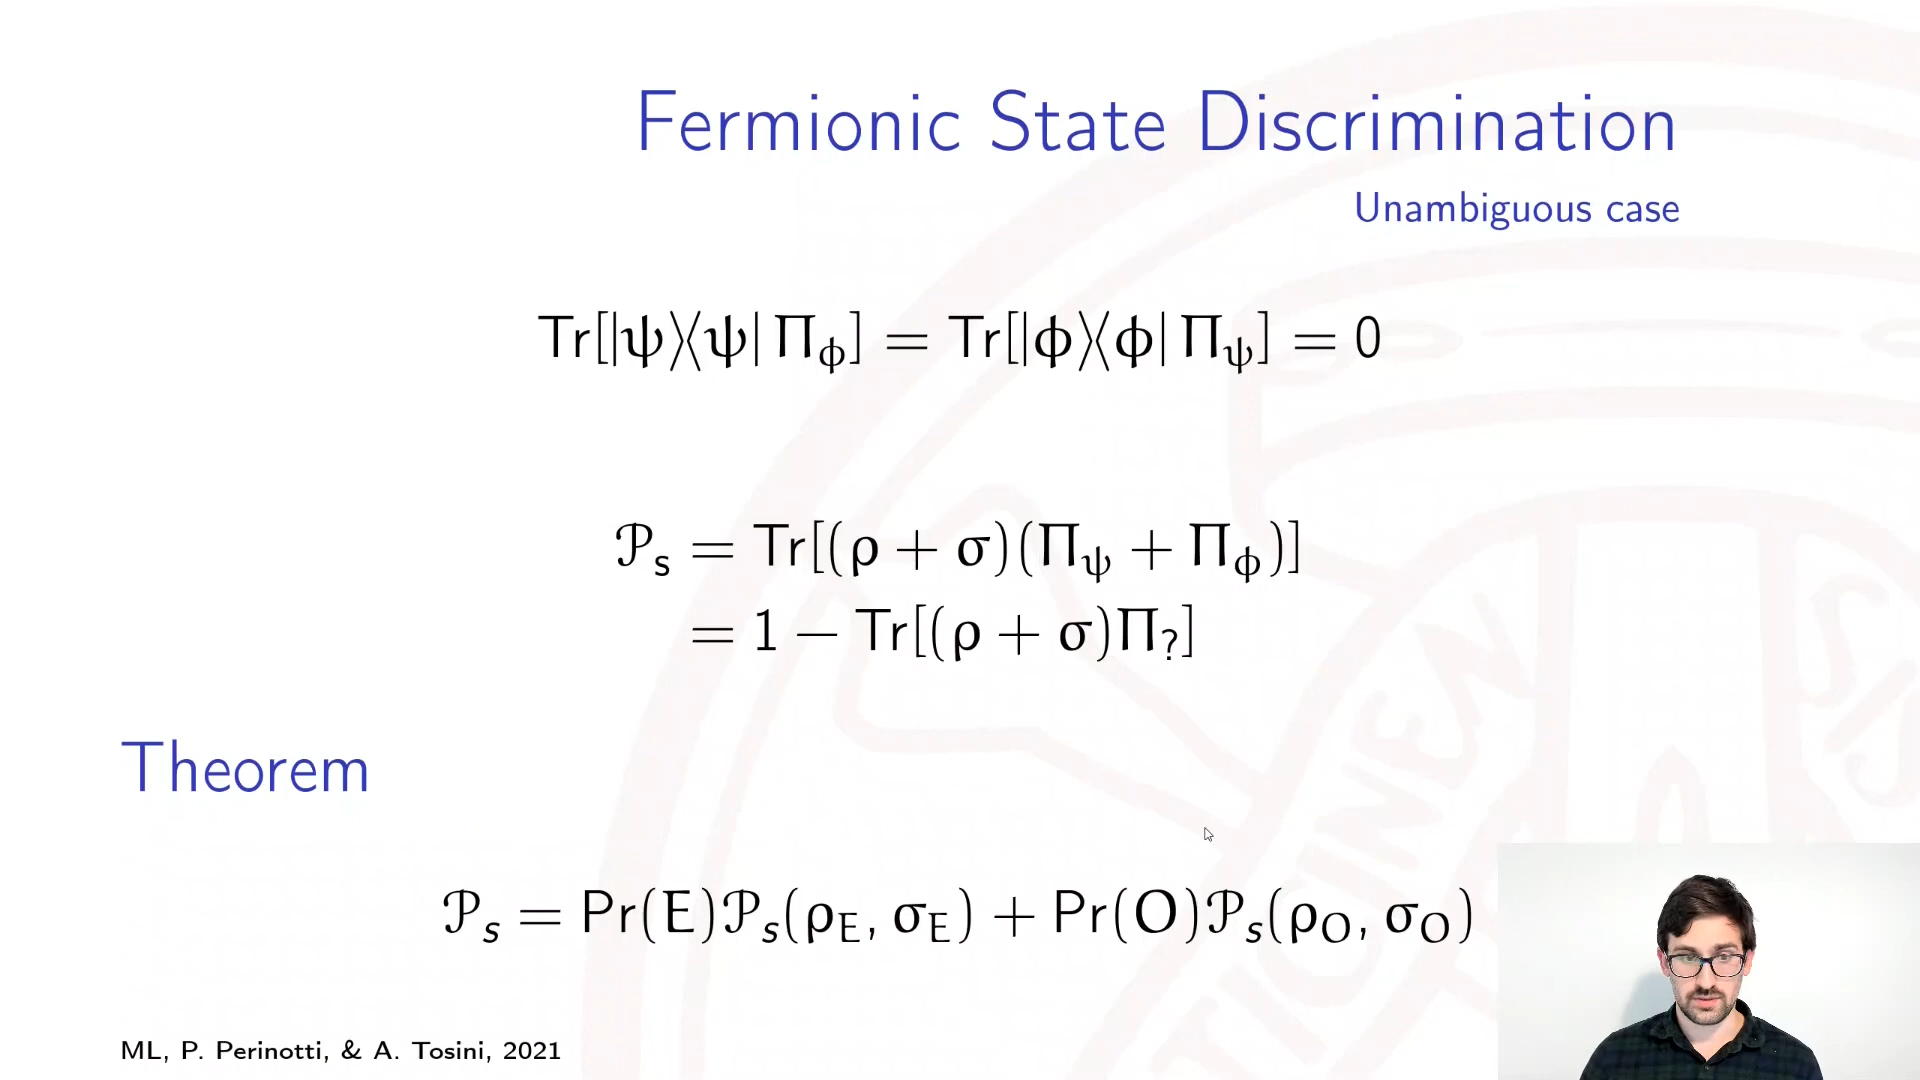 Fermionic State Discrimination
Unambiguous case
Tr[|ψ⟩⟨ψ| Π_ϕ] = Tr[|ϕ⟩⟨ϕ| Π_ψ] = 0
𝒫_s = Tr[(ρ + σ)(Π_ψ + Π_ϕ)]
= 1 − Tr[(ρ + σ)Π_?]
Theorem
𝒫_s = Pr(E)𝒫_s(ρ_E, σ_E) + Pr(O)𝒫_s(ρ_O, σ_O)
ML, P. Perinotti, & A. Tosini, 2021